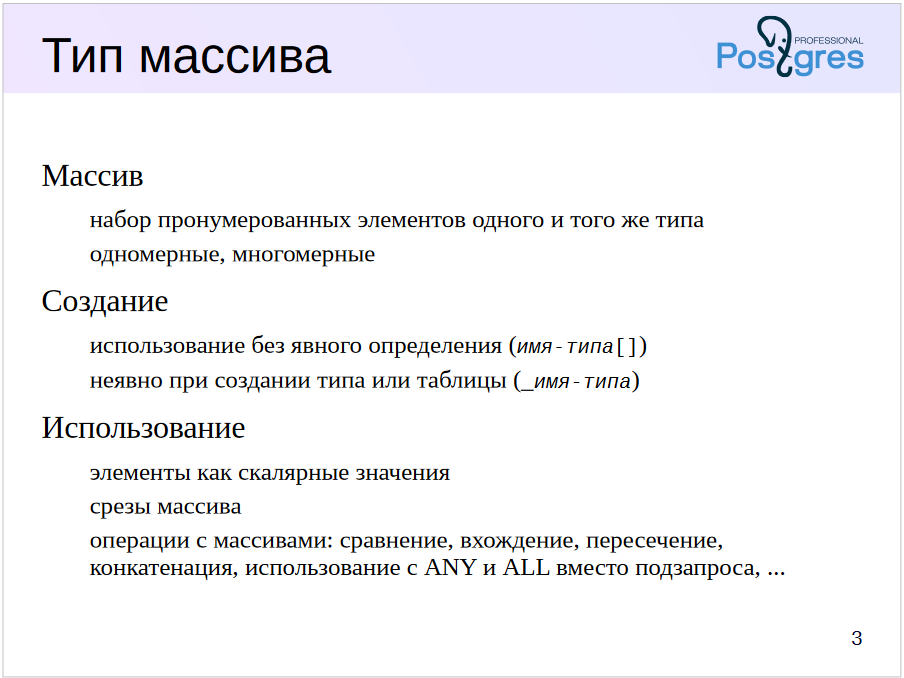 Тип массива
PROFESSIONAL
Postgres
Массив
набор пронумерованных элементов одного и того же типа
одномерные, многомерные
Создание
использование без явного определения (имя-типа[])
неявно при создании типа или таблицы (_имя-типа)
Использование
элементы как скалярные значения
срезы массива
операции с массивами: сравнение, вхождение, пересечение,
конкатенация, использование с ANY и ALL вместо подзапроса, ...
3